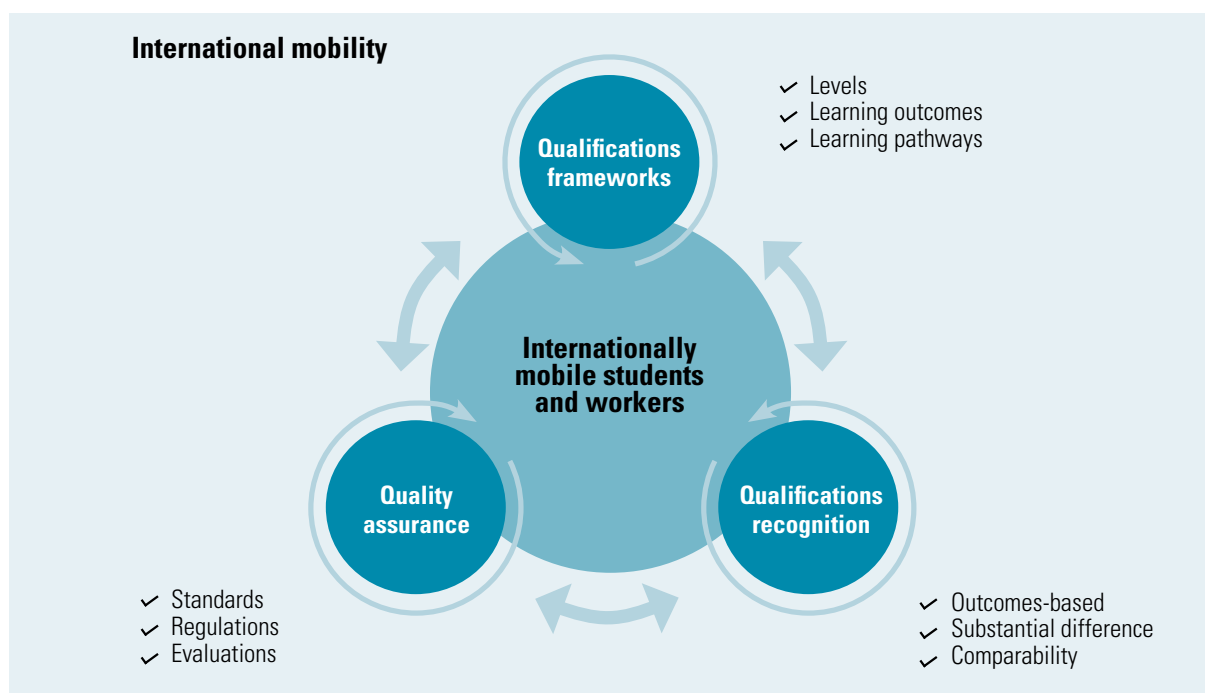 International mobility
Levels
Learning outcomes
Learning pathways
Qualifications
frameworks
Internationally
mobile students
and workers
Quality
assurance
Qualifications
recognition
Standards
Regulations
Evaluations
Outcomes-based
Substantial difference
Comparability